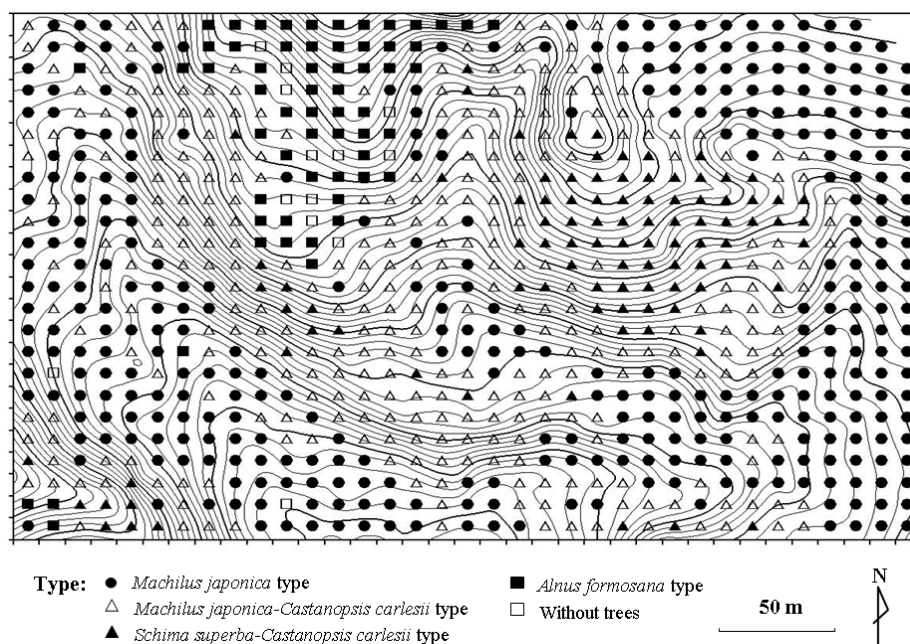 Type:
Machilus japonica type
Machilus japonica-Castanopsis carlesii type
Schima superba-Castanopsis carlesii type
Alnus formosana type
Without trees
50 m
N